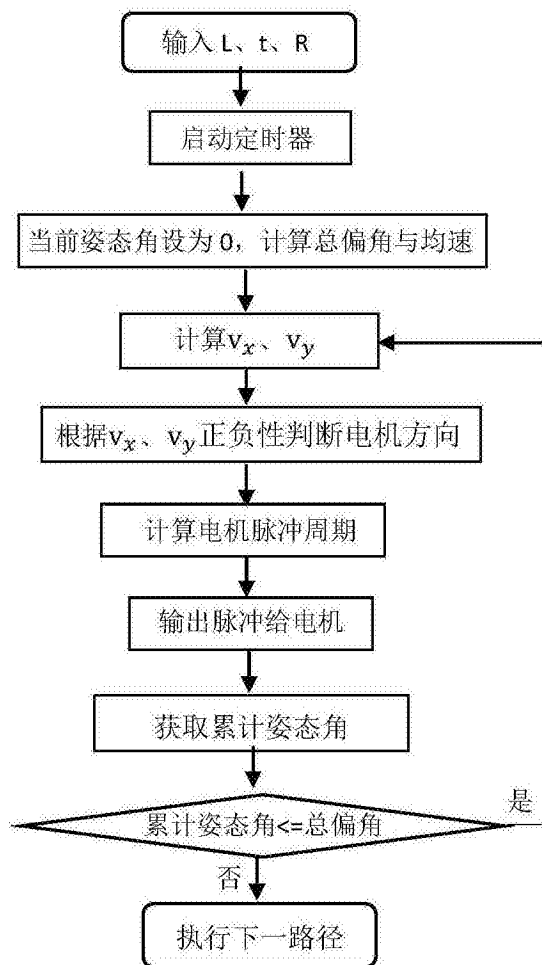 输入 L、t、R
启动定时器
当前姿态角设为 0，计算总偏角与均速
计算vₓ、vᵧ
根据vₓ、vᵧ正负性判断电机方向
计算电机脉冲周期
输出脉冲给电机
获取累计姿态角
累计姿态角<=总偏角
是
否
执行下一路径